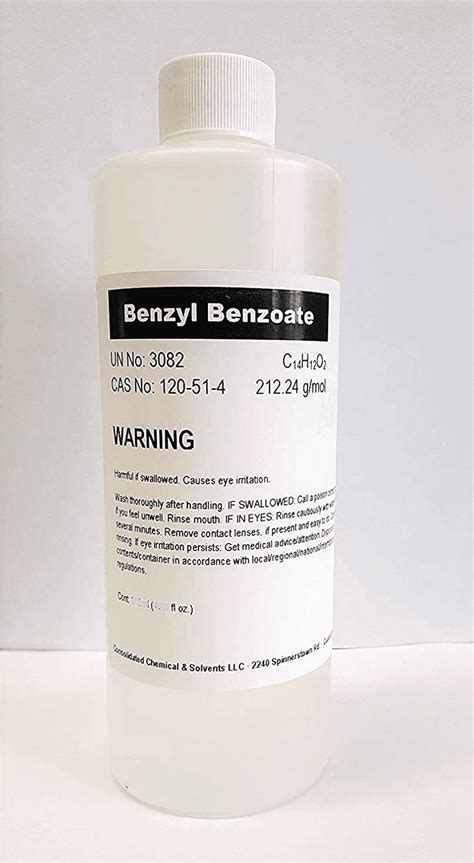 Benzyl Benzoate
UN No: 3082 C₁₄H₁₂O₂
CAS No: 120-51-4 212.24 g/mol
WARNING
Harmful if swallowed. Causes eye irritation.
Wash thoroughly after handling. IF SWALLOWED: Call a poison
if you feel unwell. Rinse mouth. IF IN EYES: Rinse cautiously with
several minutes. Remove contact lenses, if present and easy to do.
rinsing. If eye irritation persists: Get medical advice/attention.
contents/container in accordance with local/regional/national/
regulations.
Cont: fl oz.)
Consolidated Chemical & Solvents LLC - 2240 Spinnerstown Rd.